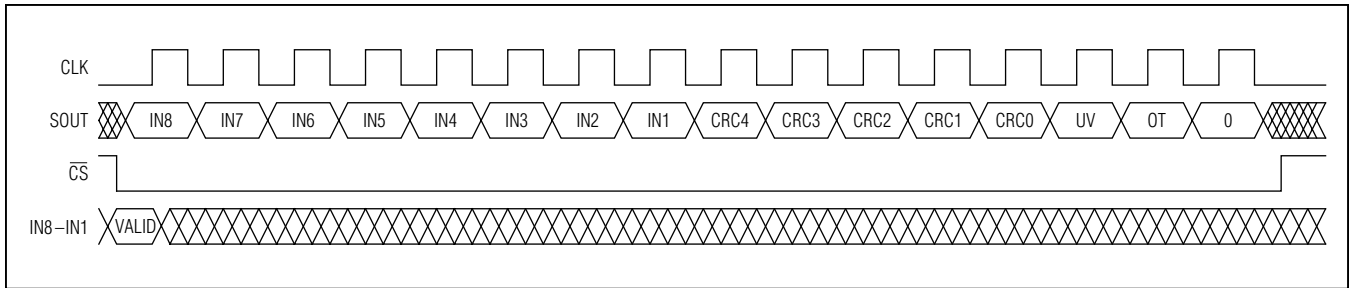 CLK
SOUT IN8 IN7 IN6 IN5 IN4 IN3 IN2 IN1 CRC4 CRC3 CRC2 CRC1 CRC0 UV OT 0
CS
IN8–IN1 VALID